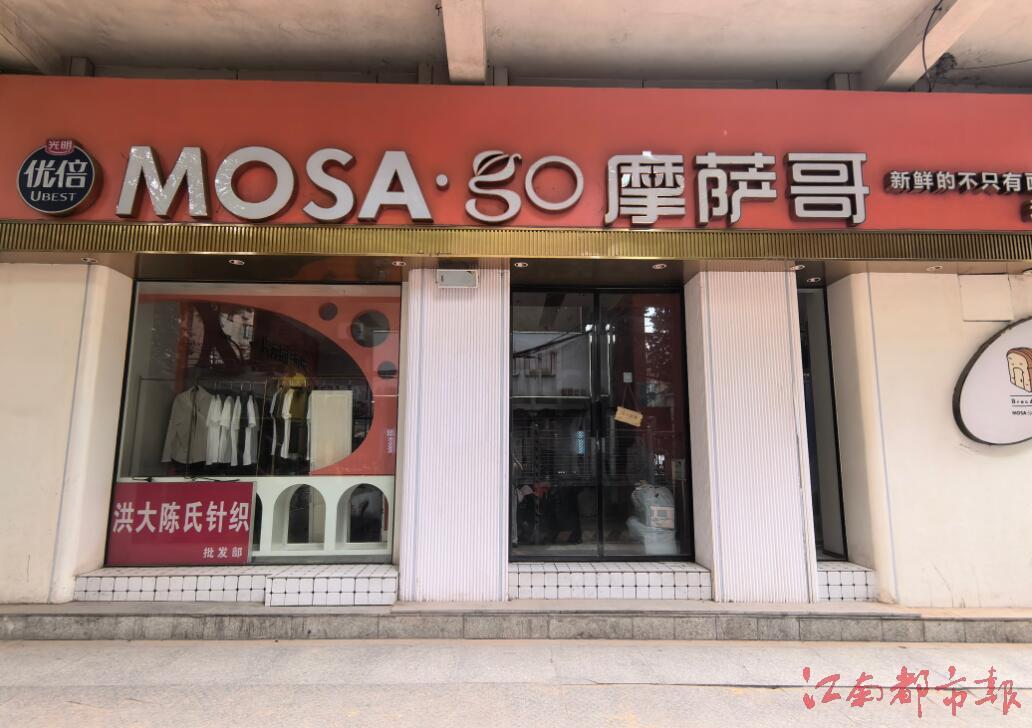 光明
优倍
UBEST
MOSA·go 摩萨哥
新鲜的不只有
洪大陈氏针织
批发部
MOSA
江南都市报